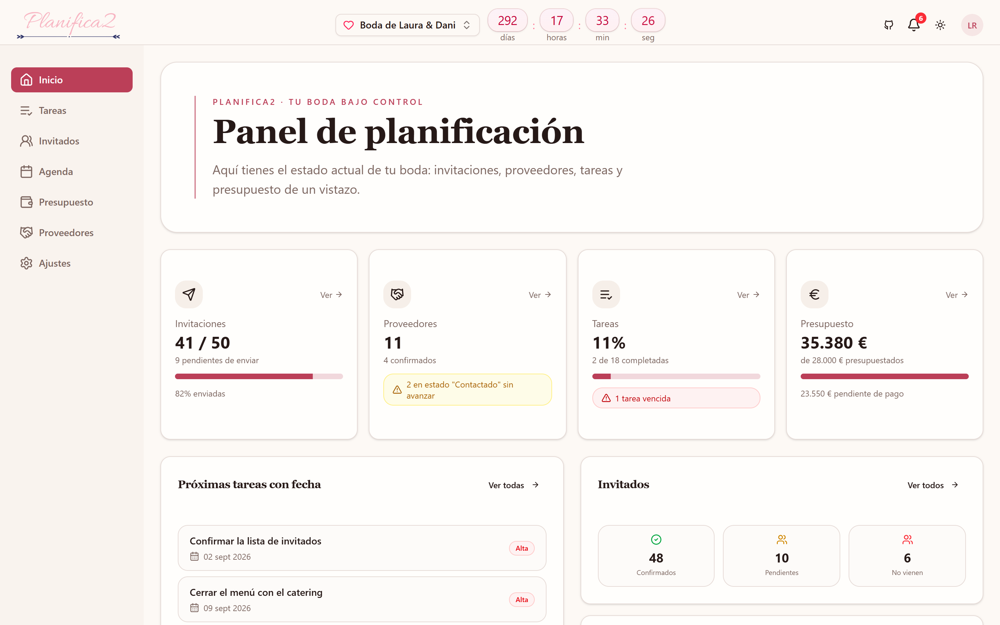 Planifica2
Boda de Laura & Dani
292 : 17 : 33 : 26
días horas min seg
6
LR
Inicio
Tareas
Invitados
Agenda
Presupuesto
Proveedores
Ajustes
PLANIFICA2 · TU BODA BAJO CONTROL
Panel de planificación
Aquí tienes el estado actual de tu boda: invitaciones, proveedores, tareas y
presupuesto de un vistazo.
Ver
Invitaciones
41 / 50
9 pendientes de enviar
82% enviadas
Ver
Proveedores
11
4 confirmados
2 en estado "Contactado" sin
avanzar
Ver
Tareas
11%
2 de 18 completadas
1 tarea vencida
Ver
€
Presupuesto
35.380 €
de 28.000 € presupuestados
23.550 € pendiente de pago
Próximas tareas con fecha
Ver todas
Confirmar la lista de invitados
02 sept 2026
Alta
Cerrar el menú con el catering
09 sept 2026
Alta
Invitados
Ver todos
48
Confirmados
10
Pendientes
6
No vienen